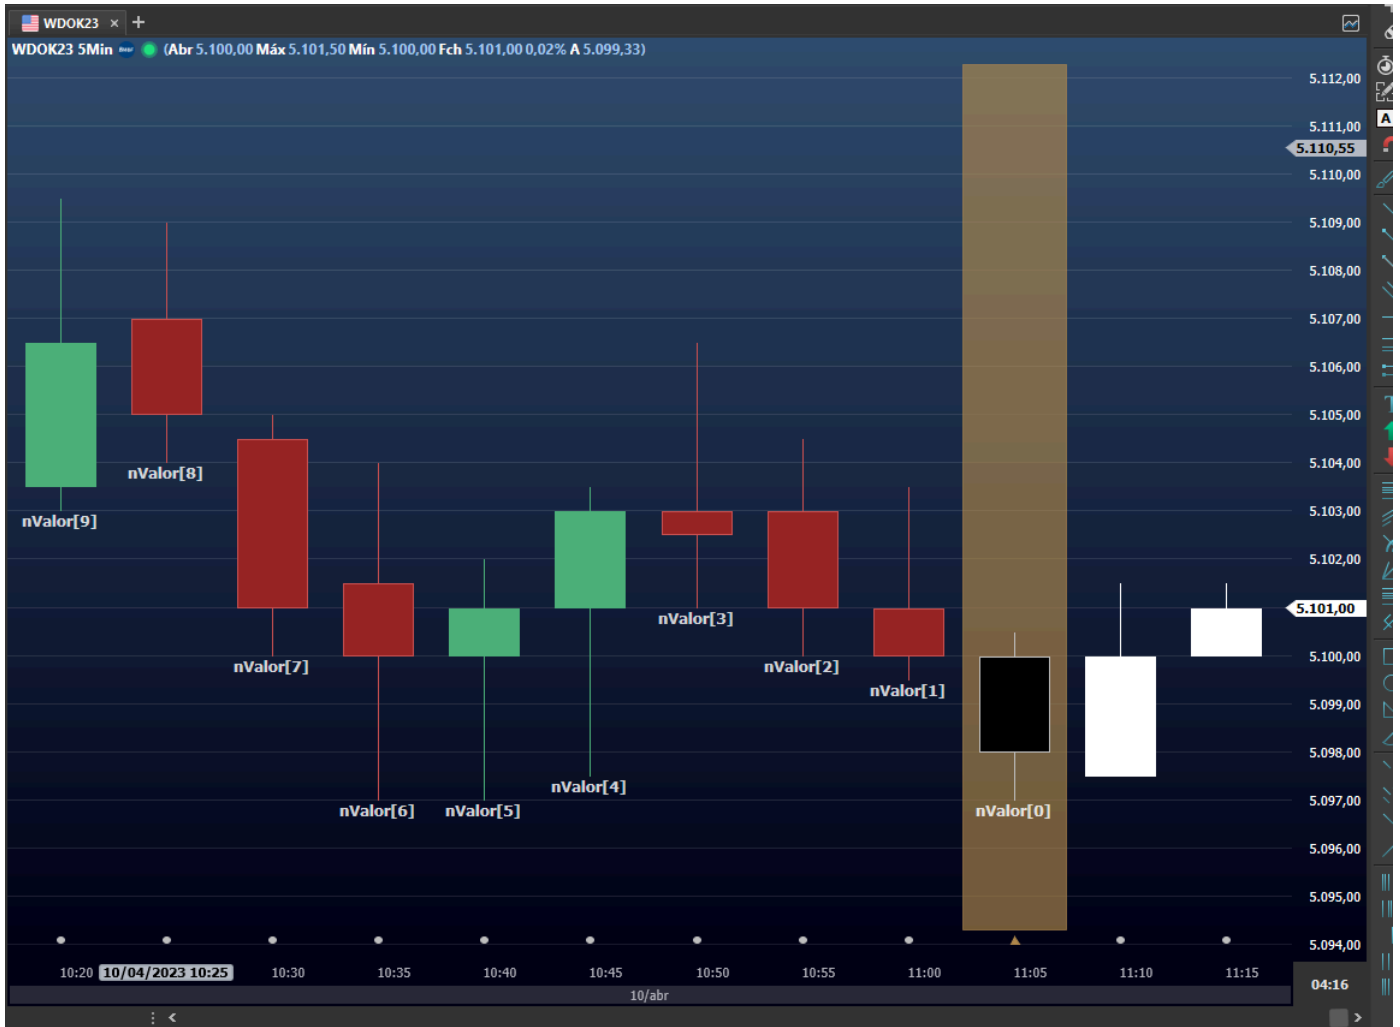 WDOK23 × +
WDOK23 5Min (Abr 5.100,00 Máx 5.101,50 Mín 5.100,00 Fch 5.101,00 0,02% A 5.099,33)
5.112,00
5.111,00
A
5.110,55
5.110,00
5.109,00
5.108,00
5.107,00
5.106,00
5.105,00
T
5.104,00
nValor[8]
5.103,00
nValor[9]
5.102,00
5.101,00
nValor[3]
5.100,00
nValor[7]
nValor[2]
nValor[1]
5.099,00
5.098,00
nValor[4]
5.097,00
nValor[6]
nValor[5]
nValor[0]
5.096,00
5.095,00
5.094,00
10:20 10/04/2023 10:25 10:30 10:35 10:40 10:45 10:50 10:55 11:00 11:05 11:10 11:15
04:16
10/abr